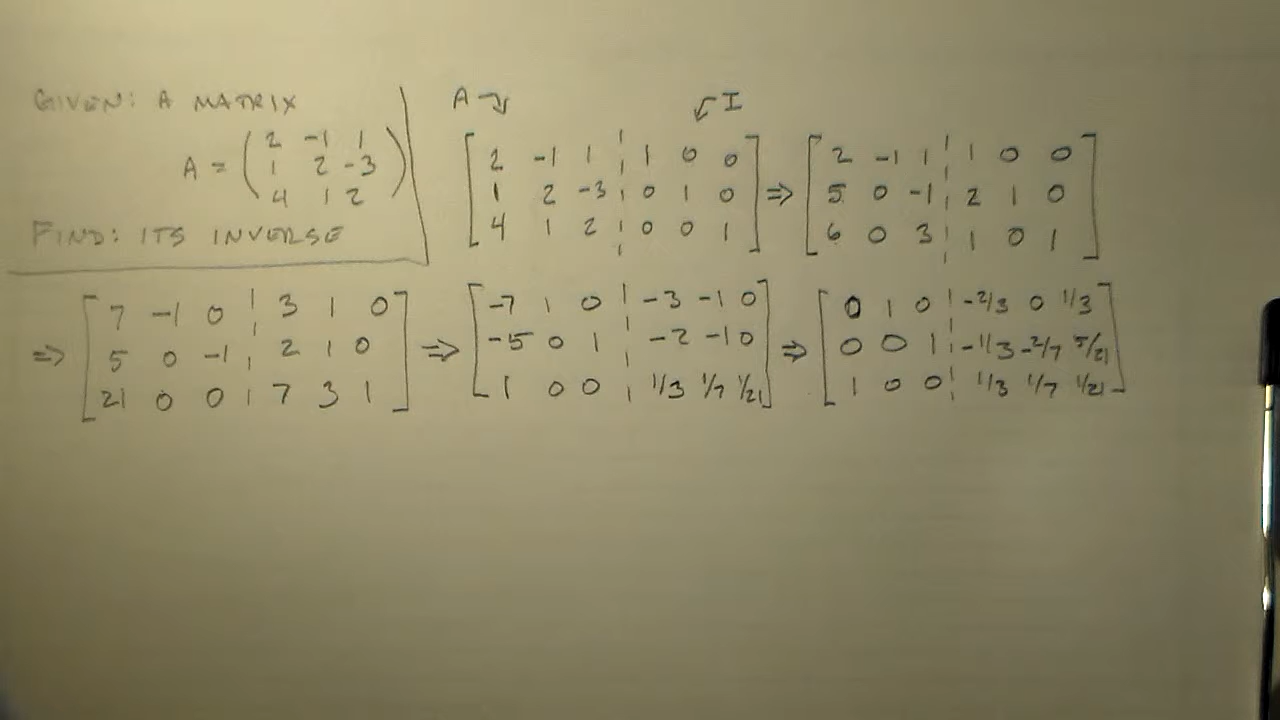 GIVEN: A MATRIX
A = ( 2 -1 1
1 2 -3
4 1 2 )
FIND: ITS INVERSE
A → ← I
[ 2 -1 1 ¦ 1 0 0
1 2 -3 ¦ 0 1 0
4 1 2 ¦ 0 0 1 ]
⇒ [ 2 -1 1 ¦ 1 0 0
5 0 -1 ¦ 2 1 0
6 0 3 ¦ 1 0 1 ]
⇒ [ 7 -1 0 ¦ 3 1 0
5 0 -1 ¦ 2 1 0
21 0 0 ¦ 7 3 1 ]
⇒ [ -7 1 0 ¦ -3 -1 0
-5 0 1 ¦ -2 -1 0
1 0 0 ¦ 1/3 1/7 1/21 ]
⇒ [ 0 1 0 ¦ -2/3 0 1/3
0 0 1 ¦ -1/3 -2/7 5/21
1 0 0 ¦ 1/3 1/7 1/21 ]